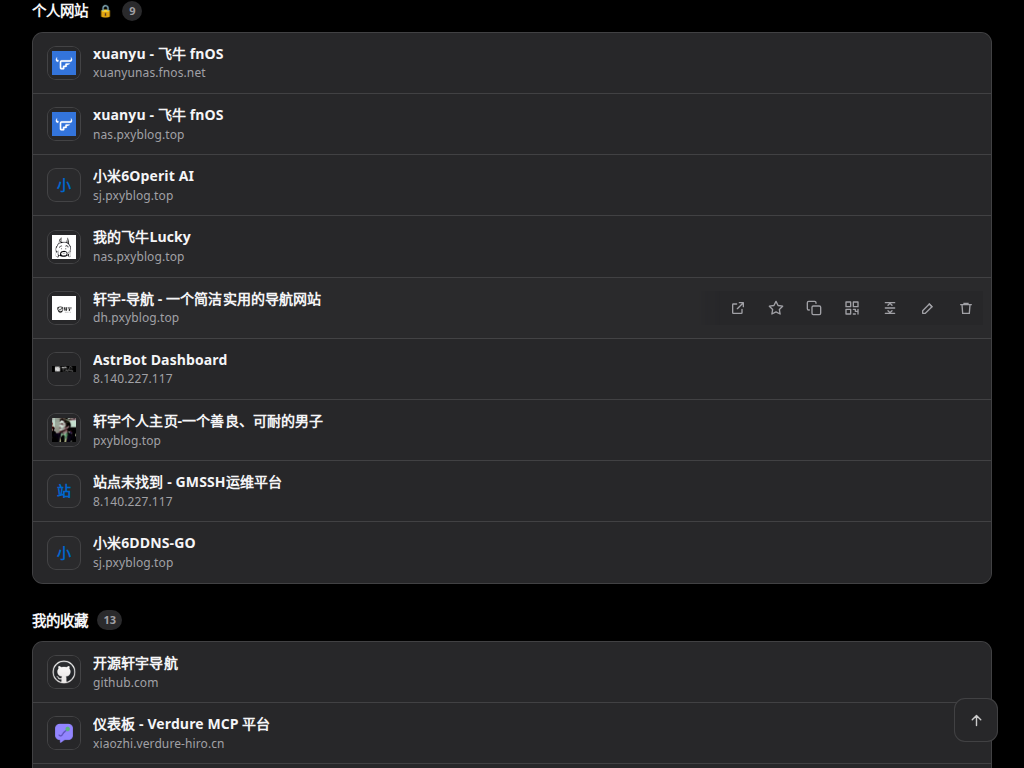 个人网站 🔒 9
xuanyu - 飞牛 fnOS
xuanyunas.fnos.net
xuanyu - 飞牛 fnOS
nas.pxyblog.top
小
小米6Operit AI
sj.pxyblog.top
我的飞牛Lucky
nas.pxyblog.top
轩宇-导航 - 一个简洁实用的导航网站
dh.pxyblog.top
AstrBot Dashboard
8.140.227.117
轩宇个人主页-一个善良、可耐的男子
pxyblog.top
站
站点未找到 - GMSSH运维平台
8.140.227.117
小
小米6DDNS-GO
sj.pxyblog.top
我的收藏 13
开源轩宇导航
github.com
仪表板 - Verdure MCP 平台
xiaozhi.verdure-hiro.cn